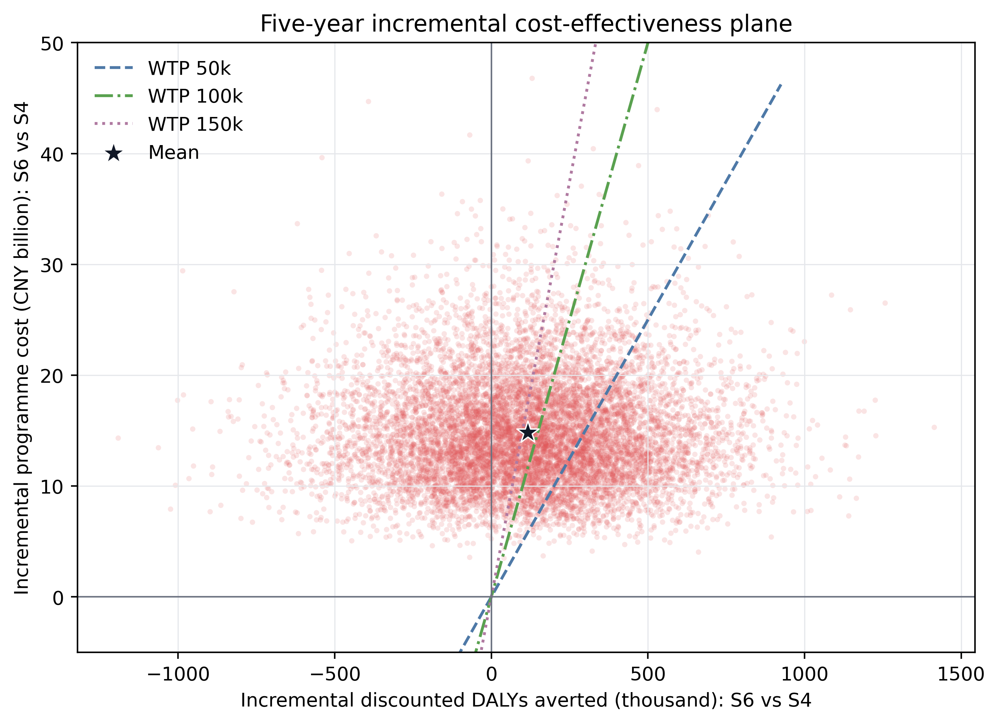 Five-year incremental cost-effectiveness plane
50
40
30
20
10
0
Incremental programme cost (CNY billion): S6 vs S4
WTP 50k
WTP 100k
WTP 150k
Mean
−1000
−500
0
500
1000
1500
Incremental discounted DALYs averted (thousand): S6 vs S4